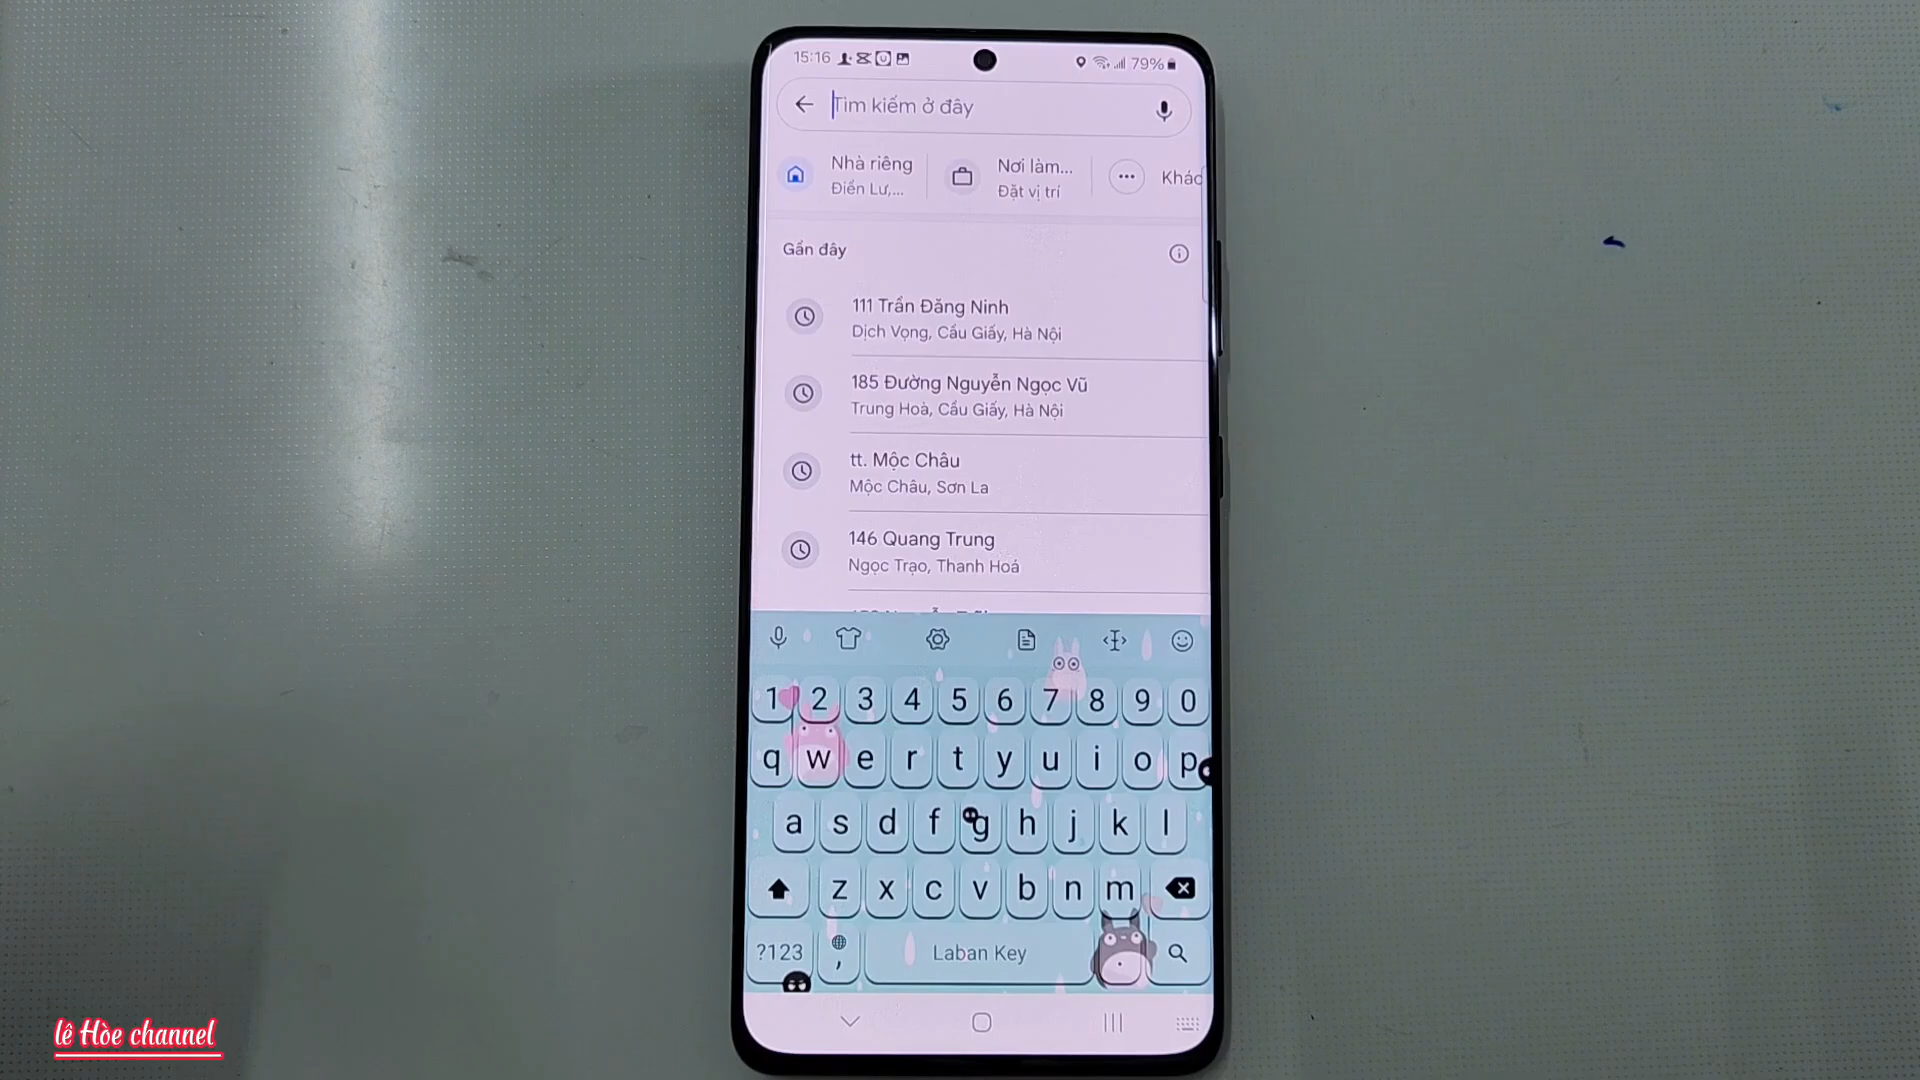 15:16 79%
Tìm kiếm ở đây
Nhà riêng
Điền Lư,...
Nơi làm...
Đặt vị trí
Khác
Gần đây
111 Trần Đăng Ninh
Dịch Vọng, Cầu Giấy, Hà Nội
185 Đường Nguyễn Ngọc Vũ
Trung Hoà, Cầu Giấy, Hà Nội
tt. Mộc Châu
Mộc Châu, Sơn La
146 Quang Trung
Ngọc Trạo, Thanh Hoá
1 2 3 4 5 6 7 8 9 0
q w e r t y u i o p
a s d f g h j k l
z x c v b n m
?123 , Laban Key
lê Hòe channel